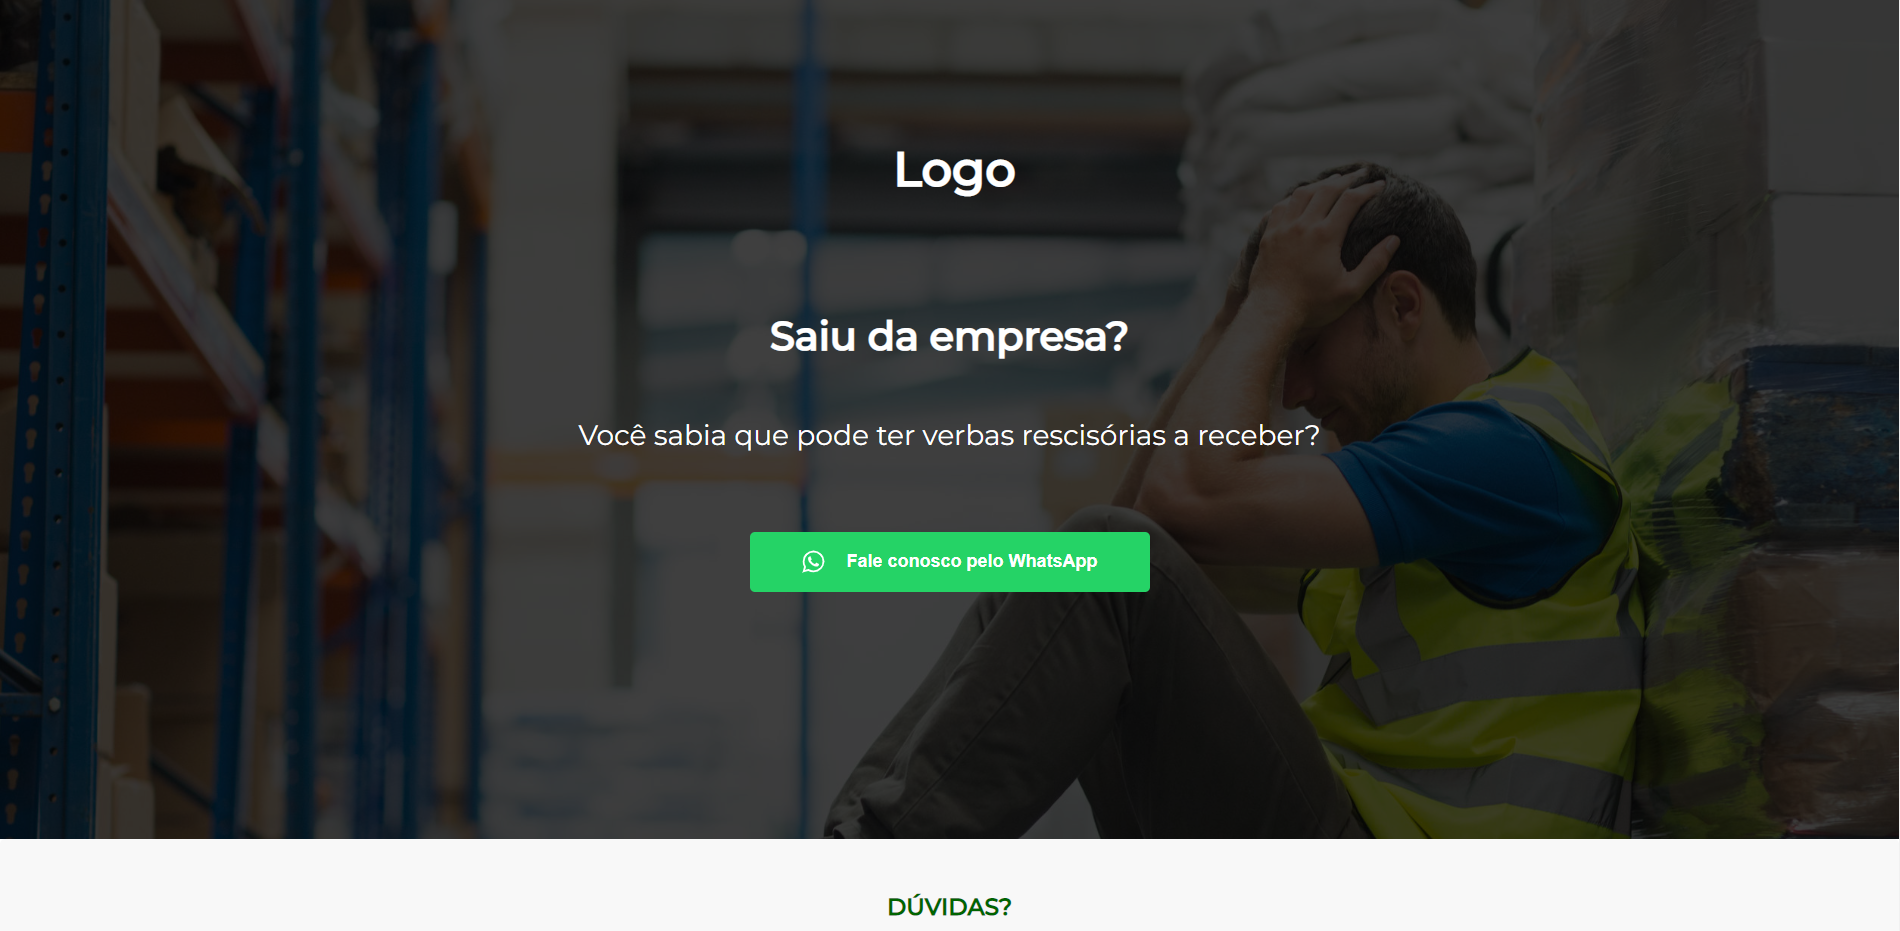 Logo
Saiu da empresa?
Você sabia que pode ter verbas rescisórias a receber?
Fale conosco pelo WhatsApp
DÚVIDAS?